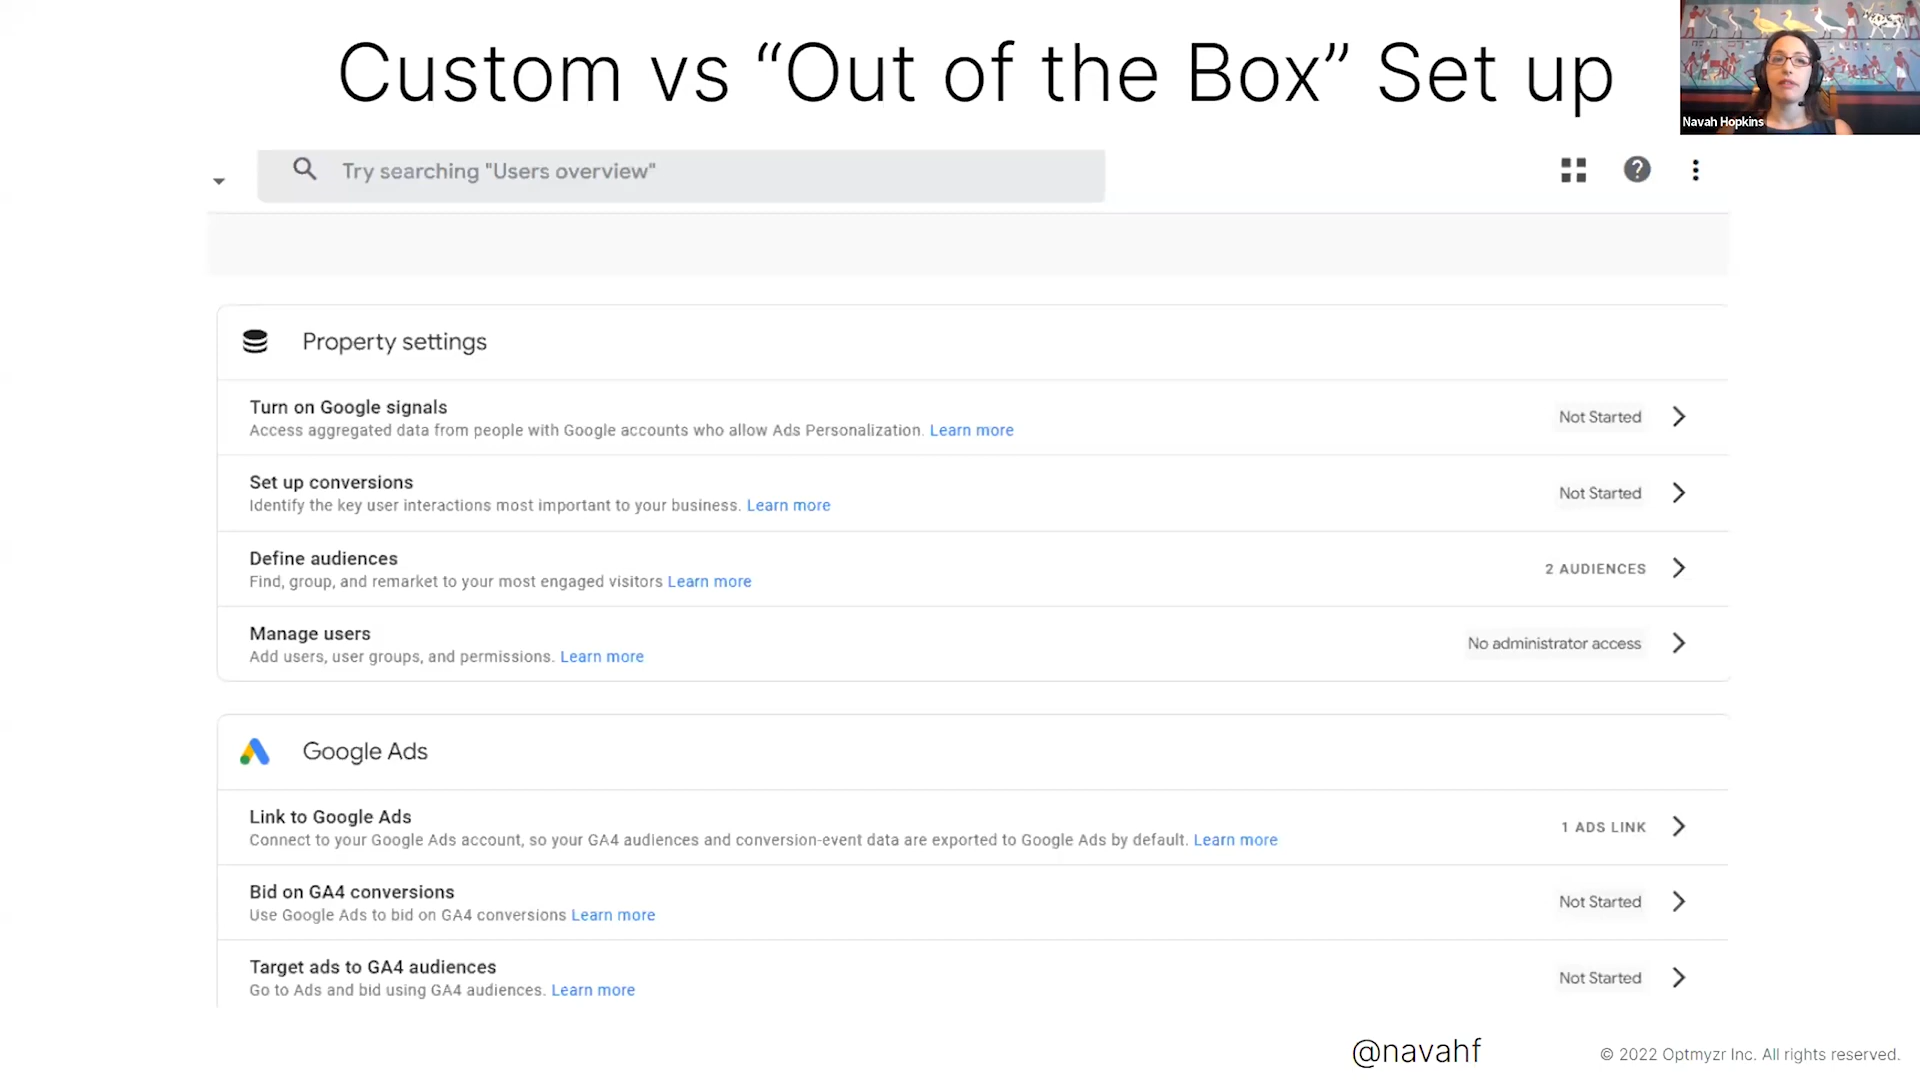 Custom vs “Out of the Box” Set up
Navah Hopkins
Try searching "Users overview"
Property settings
Turn on Google signals
Access aggregated data from people with Google accounts who allow Ads Personalization. Learn more
Not Started
Set up conversions
Identify the key user interactions most important to your business. Learn more
Not Started
Define audiences
Find, group, and remarket to your most engaged visitors Learn more
2 AUDIENCES
Manage users
Add users, user groups, and permissions. Learn more
No administrator access
Google Ads
Link to Google Ads
Connect to your Google Ads account, so your GA4 audiences and conversion-event data are exported to Google Ads by default. Learn more
1 ADS LINK
Bid on GA4 conversions
Use Google Ads to bid on GA4 conversions Learn more
Not Started
Target ads to GA4 audiences
Go to Ads and bid using GA4 audiences. Learn more
Not Started
@navahf
© 2022 Optmyzr Inc. All rights reserved.